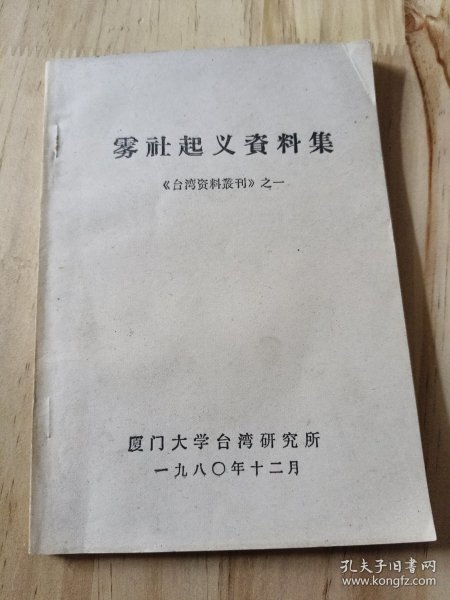 雾社起义資料集
《台湾资料叢刊》之一
厦门大学台湾研究所
一九八〇年十二月
孔夫子旧书网
www.kongfz.com